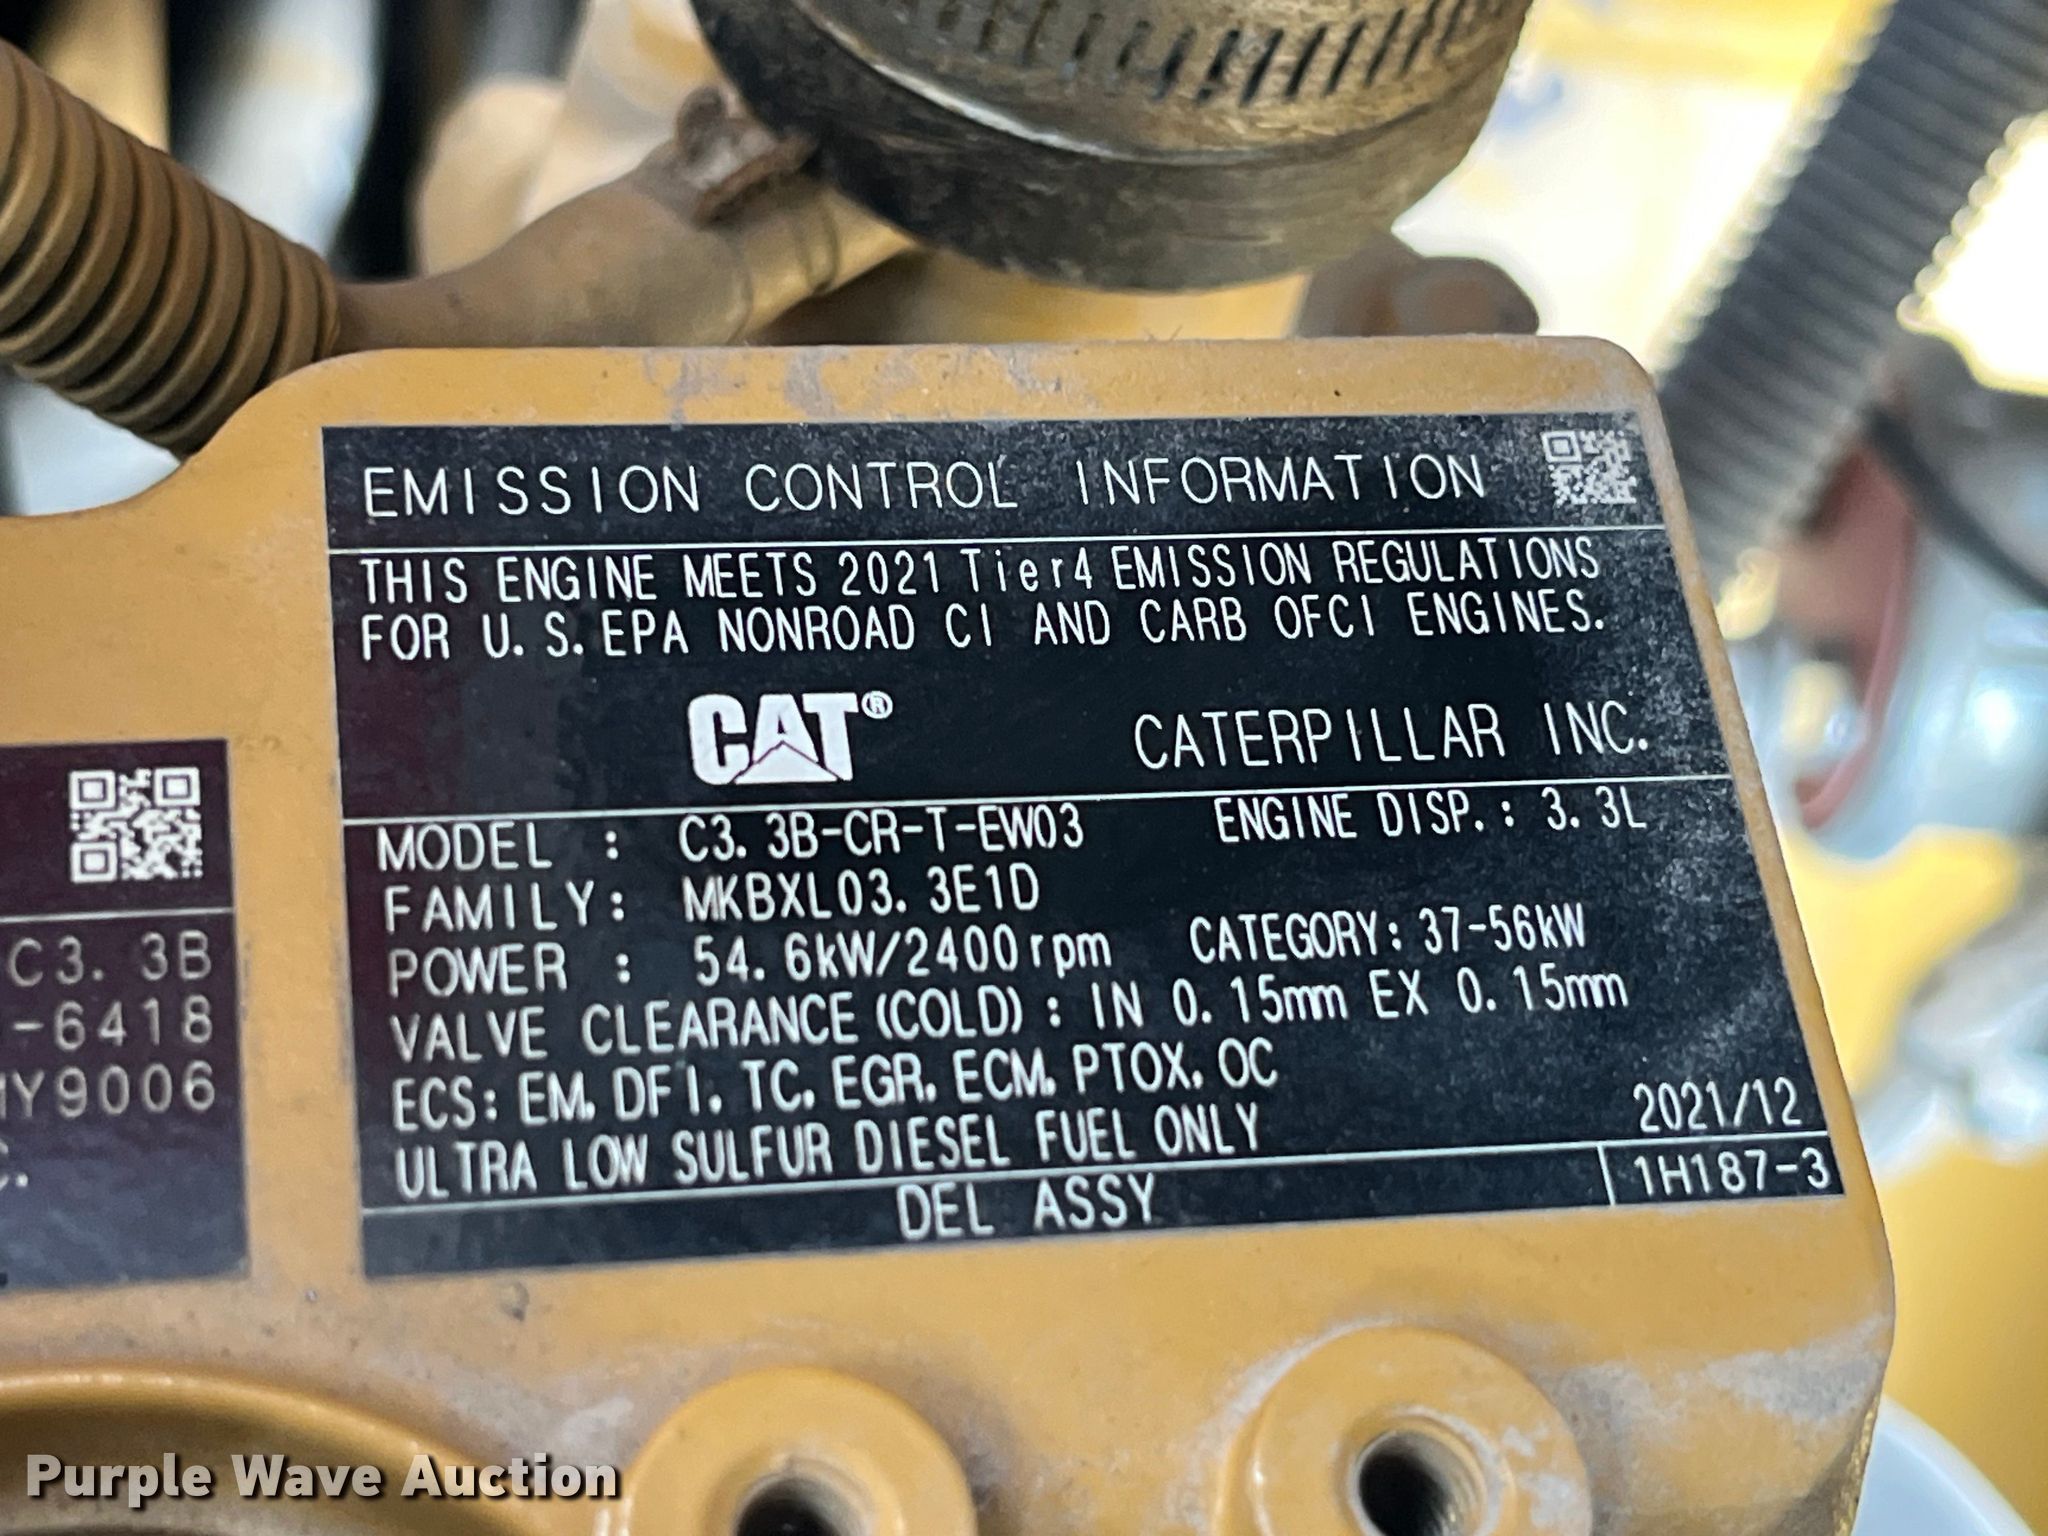 EMISSION CONTROL INFORMATION
THIS ENGINE MEETS 2021 Tier4 EMISSION REGULATIONS
FOR U.S.EPA NONROAD CI AND CARB OFCI ENGINES.
CAT® CATERPILLAR INC.
MODEL : C3.3B-CR-T-EW03 ENGINE DISP.: 3.3L
FAMILY: MKBXL03.3E1D
POWER : 54.6kW/2400rpm CATEGORY: 37-56kW
VALVE CLEARANCE (COLD) : IN 0.15mm EX 0.15mm
ECS: EM, DFI, TC, EGR, ECM, PTOX, OC
ULTRA LOW SULFUR DIESEL FUEL ONLY 2021/12
DEL ASSY 1H187-3
C3.3B
-6418
Y9006
C.
Purple Wave Auction